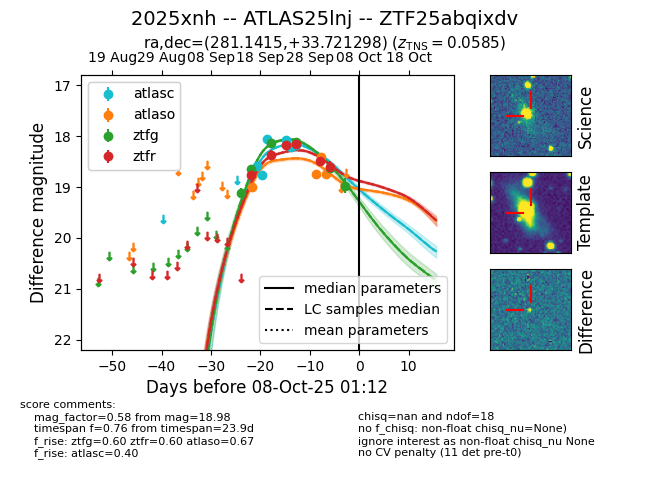 2025xnh -- ATLAS25lnj -- ZTF25abqixdv
ra,dec=(281.1415,+33.721298) (z_TNS = 0.0585)
19 Aug 29 Aug 08 Sep 18 Sep 28 Sep 08 Oct 18 Oct
17
18
19
20
21
22
Difference magnitude
atlasc
atlaso
ztfg
ztfr
median parameters
LC samples median
mean parameters
−50 −40 −30 −20 −10 0 10
Days before 08-Oct-25 01:12
Science
Template
Difference
score comments:
mag_factor=0.58 from mag=18.98
timespan f=0.76 from timespan=23.9d
f_rise: ztfg=0.60 ztfr=0.60 atlaso=0.67
f_rise: atlasc=0.40
chisq=nan and ndof=18
no f_chisq: non-float chisq_nu=None)
ignore interest as non-float chisq_nu None
no CV penalty (11 det pre-t0)